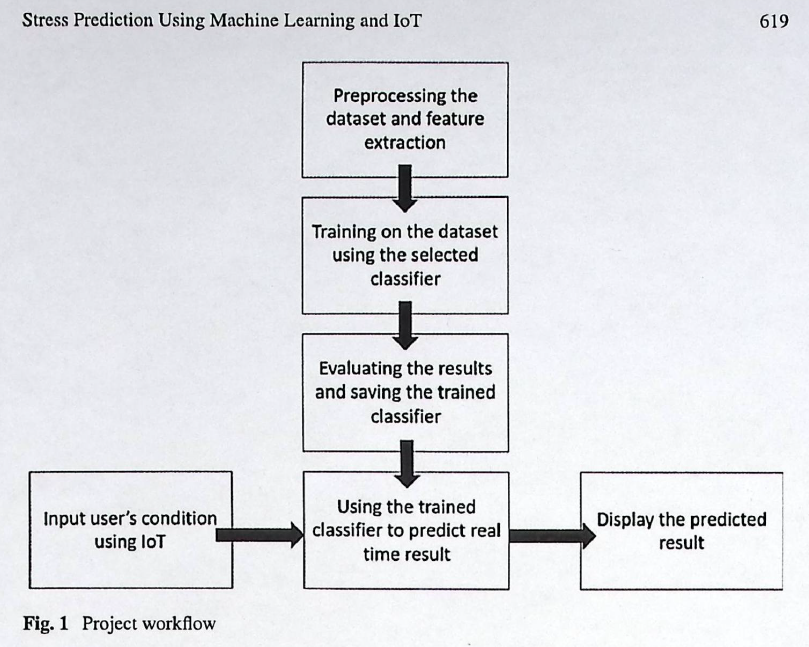 Stress Prediction Using Machine Learning and IoT 619
Preprocessing the
dataset and feature
extraction
Training on the dataset
using the selected
classifier
Evaluating the results
and saving the trained
classifier
Input user's condition
using IoT
Using the trained
classifier to predict real
time result
Display the predicted
result
Fig. 1 Project workflow